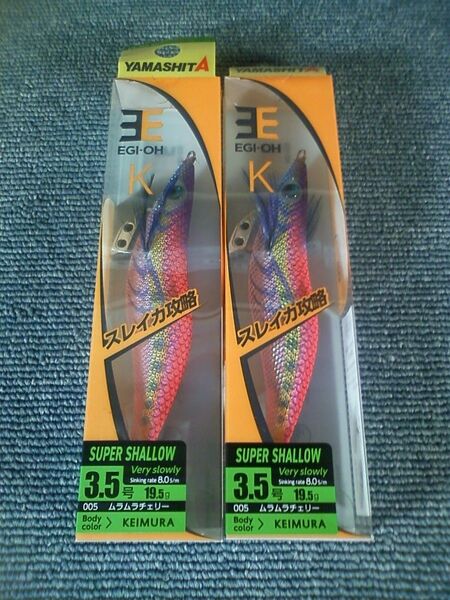 YAMASHITA
EGI-OH
K
スレイカ攻略
SUPER SHALLOW
Very slowly
Sinking rate 8.0s/m
3.5号 19.5g
005 ムラムラチェリー
Body color > KEIMURA
YAMASHITA
EGI-OH
K
スレイカ攻略
SUPER SHALLOW
Very slowly
Sinking rate 8.0s/m
3.5号 19.5g
005 ムラムラチェリー
Body color > KEIMURA